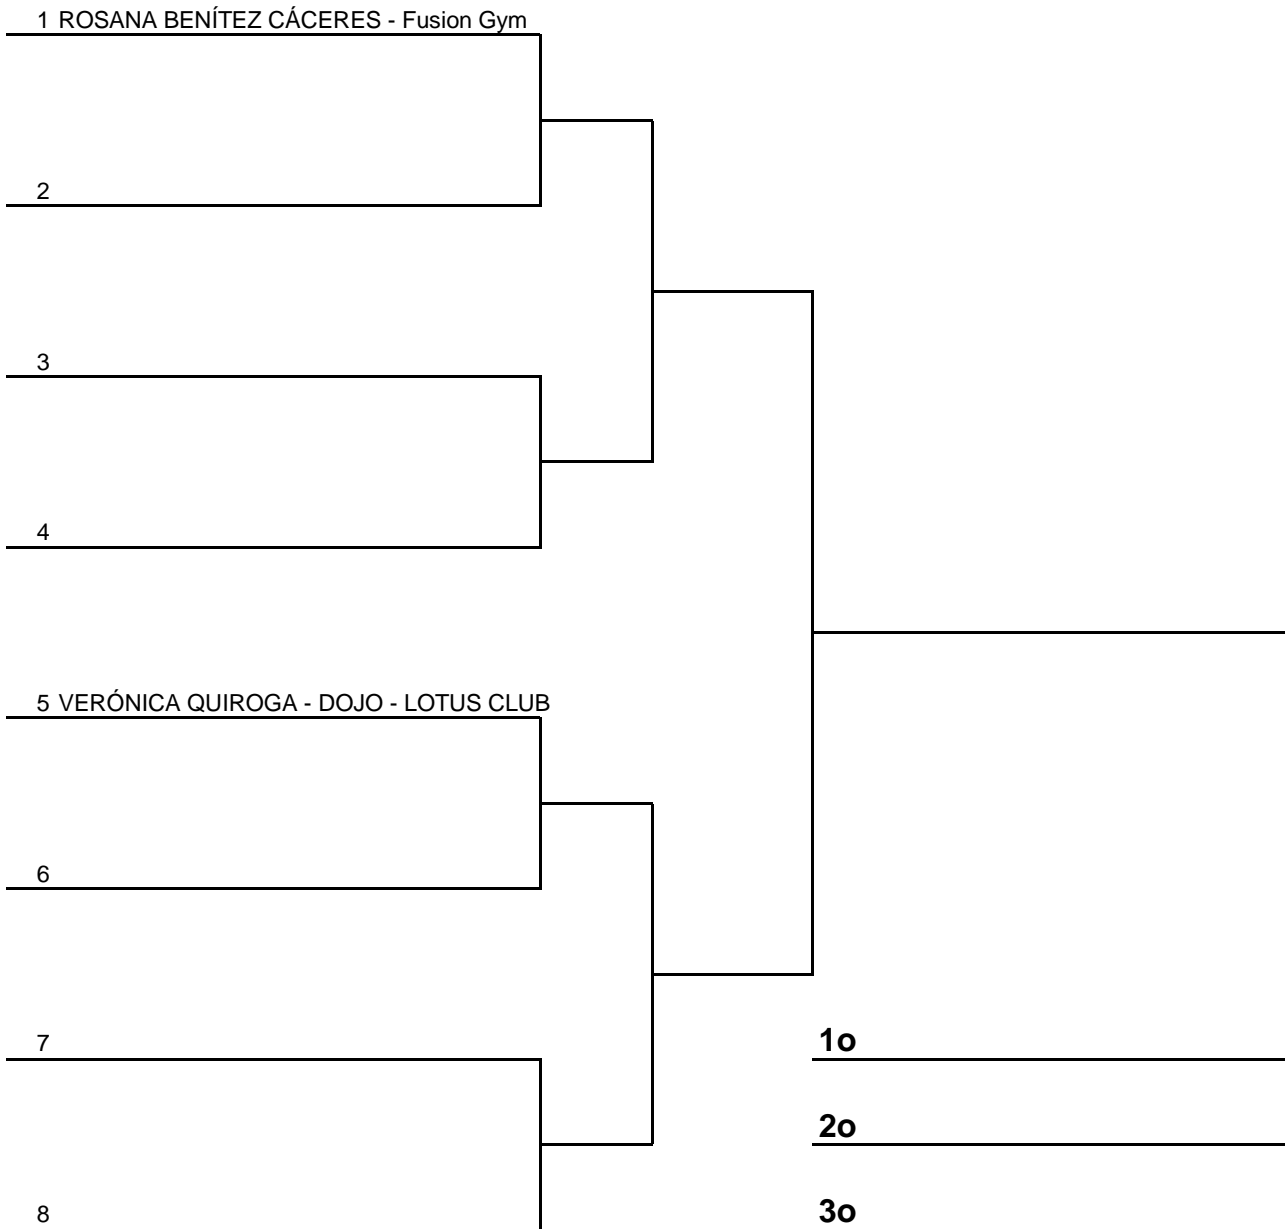 1 ROSANA BENÍTEZ CÁCERES - Fusion Gym
2
3
4
5 VERÓNICA QUIROGA - DOJO - LOTUS CLUB
6
7
8
1o
2o
3o